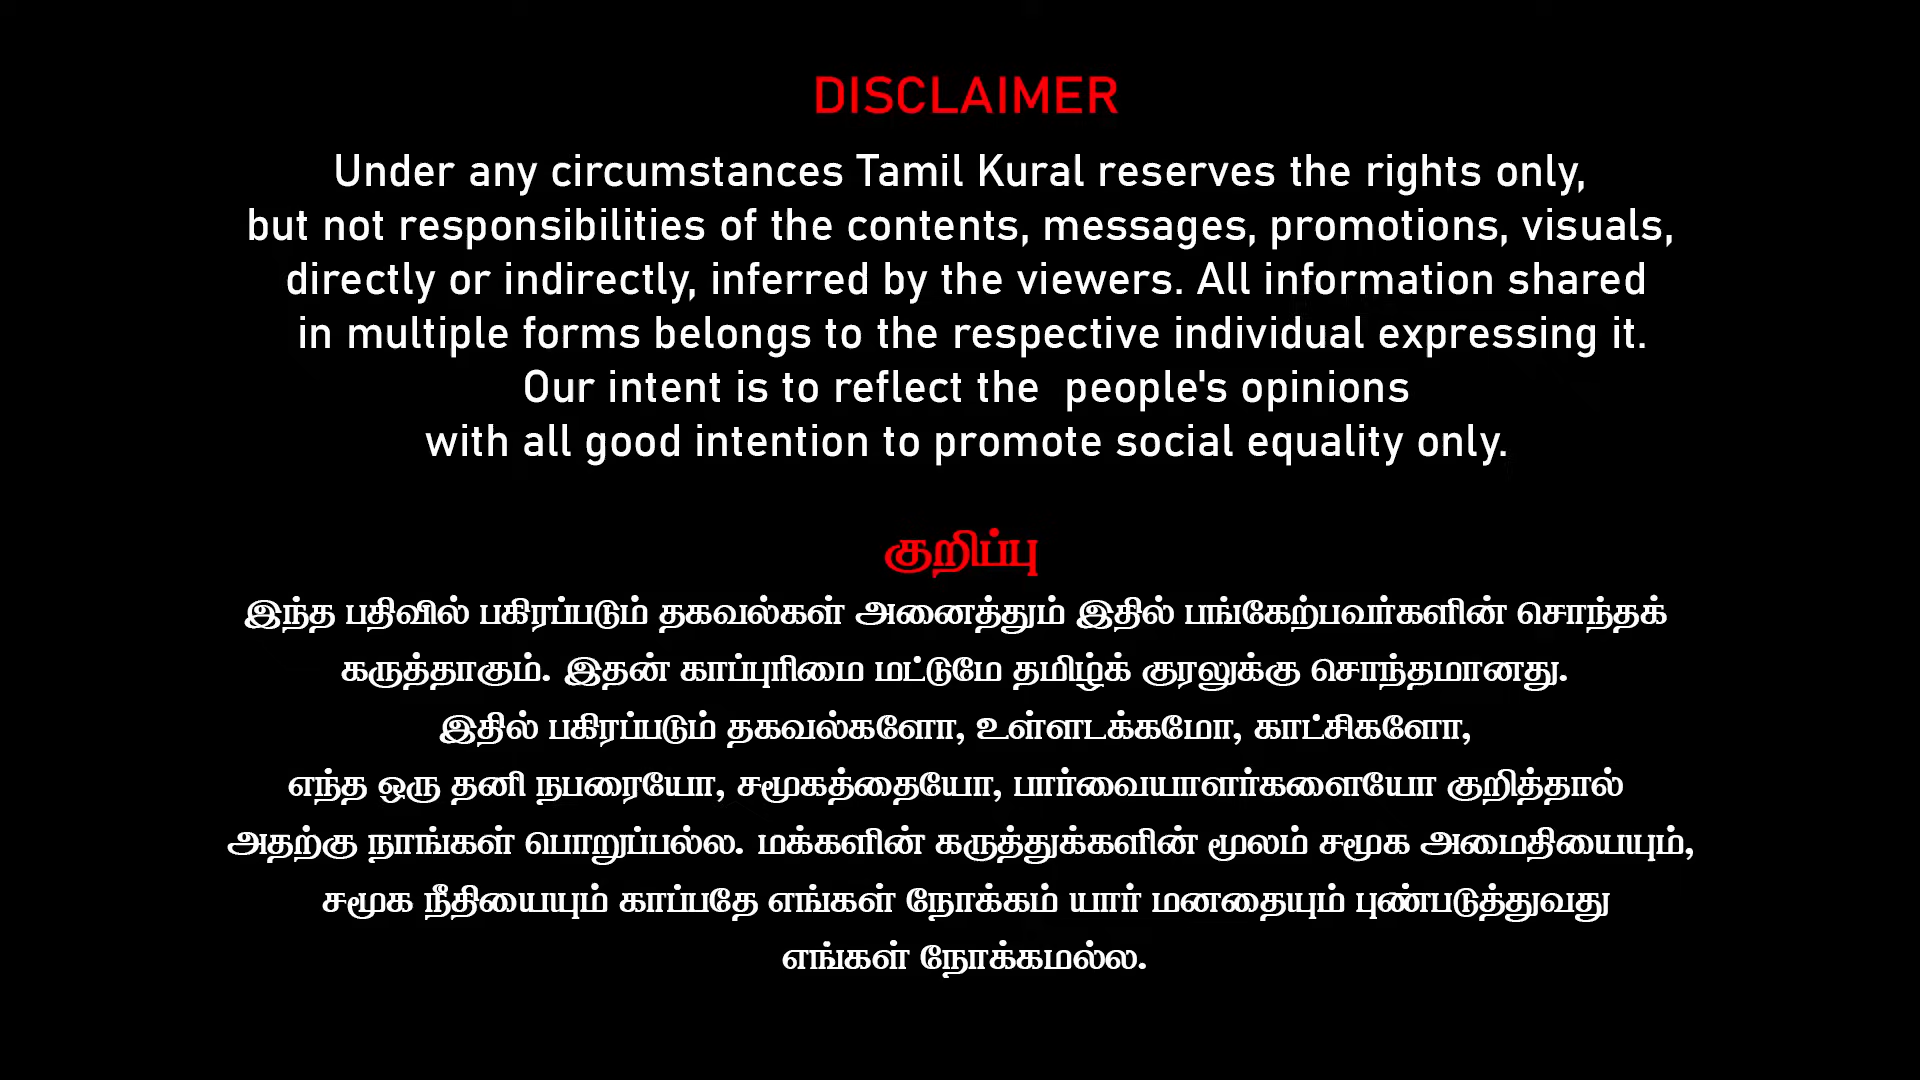 DISCLAIMER
Under any circumstances Tamil Kural reserves the rights only,
but not responsibilities of the contents, messages, promotions, visuals,
directly or indirectly, inferred by the viewers. All information shared
in multiple forms belongs to the respective individual expressing it.
Our intent is to reflect the  people's opinions
with all good intention to promote social equality only.
குறிப்பு
இந்த பதிவில் பகிரப்படும் தகவல்கள் அனைத்தும் இதில் பங்கேற்பவர்களின் சொந்தக்
கருத்தாகும். இதன் காப்புரிமை மட்டுமே தமிழ்க் குரலுக்கு சொந்தமானது.
இதில் பகிரப்படும் தகவல்களோ, உள்ளடக்கமோ, காட்சிகளோ,
எந்த ஒரு தனி நபரையோ, சமூகத்தையோ, பார்வையாளர்களையோ குறித்தால்
அதற்கு நாங்கள் பொறுப்பல்ல. மக்களின் கருத்துக்களின் மூலம் சமூக அமைதியையும்,
சமூக நீதியையும் காப்பதே எங்கள் நோக்கம் யார் மனதையும் புண்படுத்துவது
எங்கள் நோக்கமல்ல.